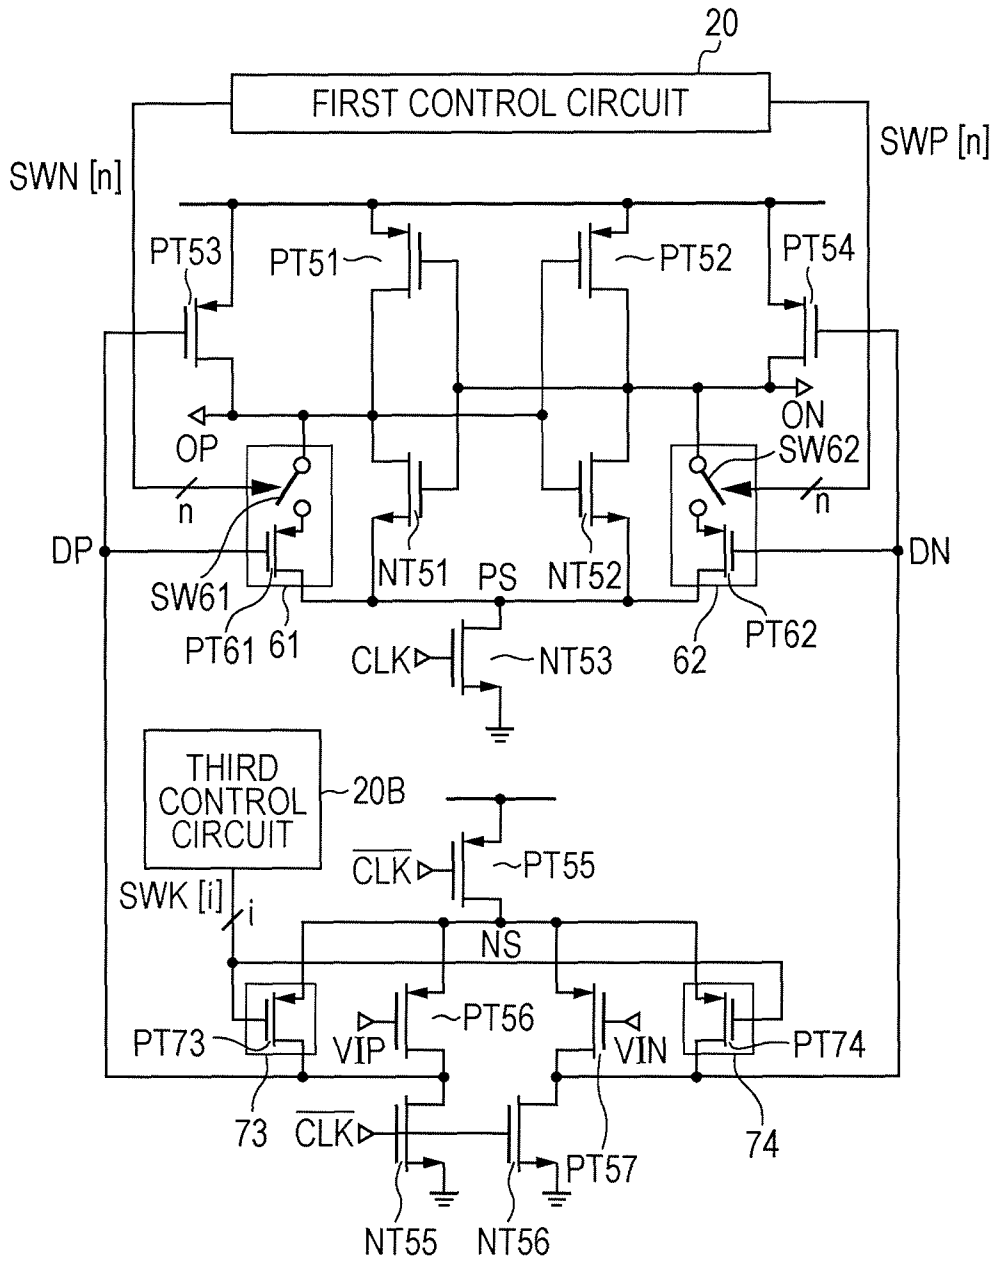 20
FIRST CONTROL CIRCUIT
SWN [n]
SWP [n]
PT53
PT51
PT52
PT54
OP
ON
SW62
n
n
DP
DN
NT51
PS
NT52
SW61
PT61
61
CLK
NT53
62
PT62
THIRD
CONTROL
CIRCUIT
20B
CLK
PT55
SWK [i]
i
NS
PT73
VIP
PT56
VIN
PT74
73
CLK
74
PT57
NT55
NT56